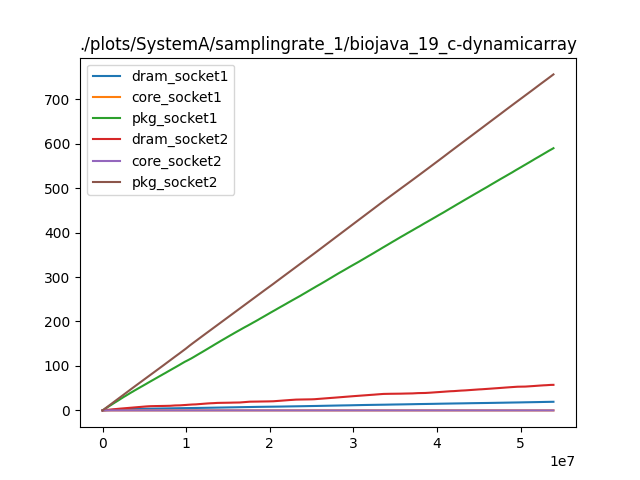 ./plots/SystemA/samplingrate_1/biojava_19_c-dynamicarray
dram_socket1
core_socket1
pkg_socket1
dram_socket2
core_socket2
pkg_socket2
700
600
500
400
300
200
100
0
0 1 2 3 4 5
1e7